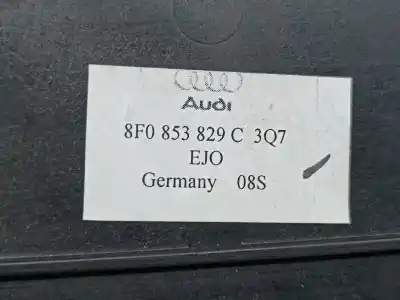 Audi
8F0 853 829 C 3Q7
EJO
Germany 08S